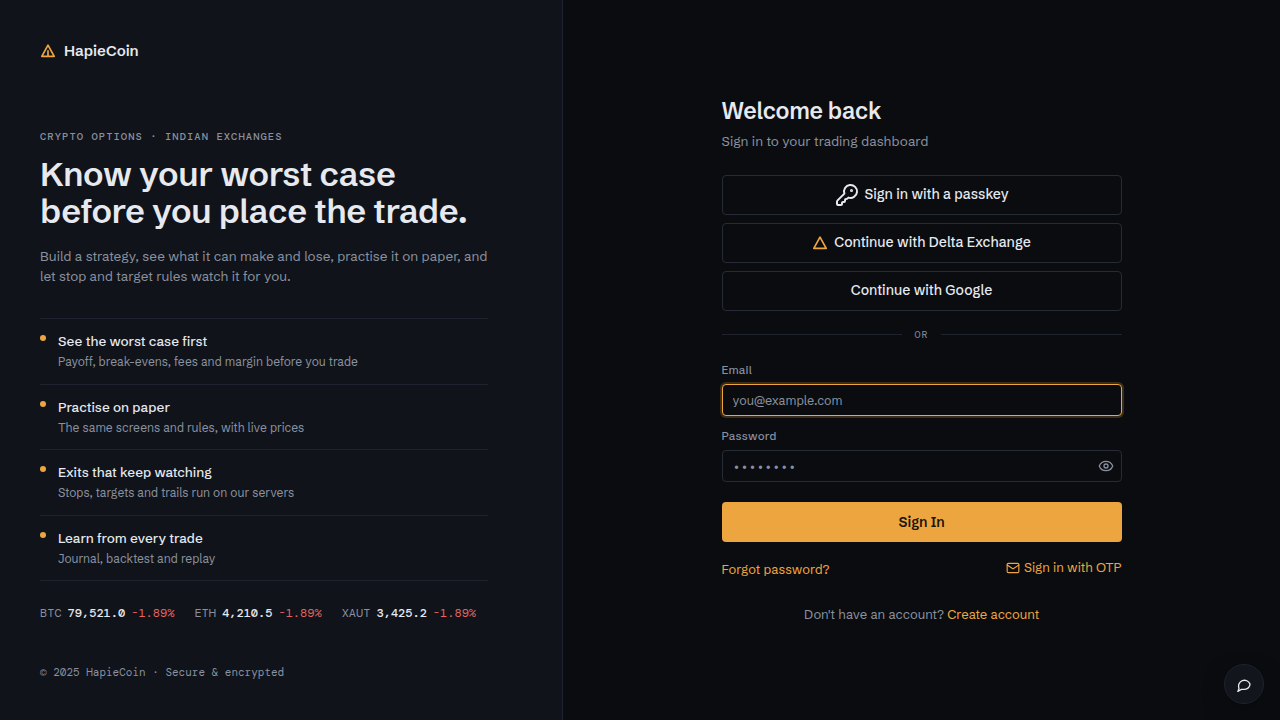 HapieCoin
CRYPTO OPTIONS · INDIAN EXCHANGES
Know your worst case
before you place the trade.
Build a strategy, see what it can make and lose, practise it on paper, and
let stop and target rules watch it for you.
See the worst case first
Payoff, break-evens, fees and margin before you trade
Practise on paper
The same screens and rules, with live prices
Exits that keep watching
Stops, targets and trails run on our servers
Learn from every trade
Journal, backtest and replay
BTC 79,521.0 -1.89% ETH 4,210.5 -1.89% XAUT 3,425.2 -1.89%
© 2025 HapieCoin · Secure & encrypted
Welcome back
Sign in to your trading dashboard
Sign in with a passkey
Continue with Delta Exchange
Continue with Google
OR
Email
you@example.com
Password
••••••••
Sign In
Forgot password? Sign in with OTP
Don't have an account? Create account